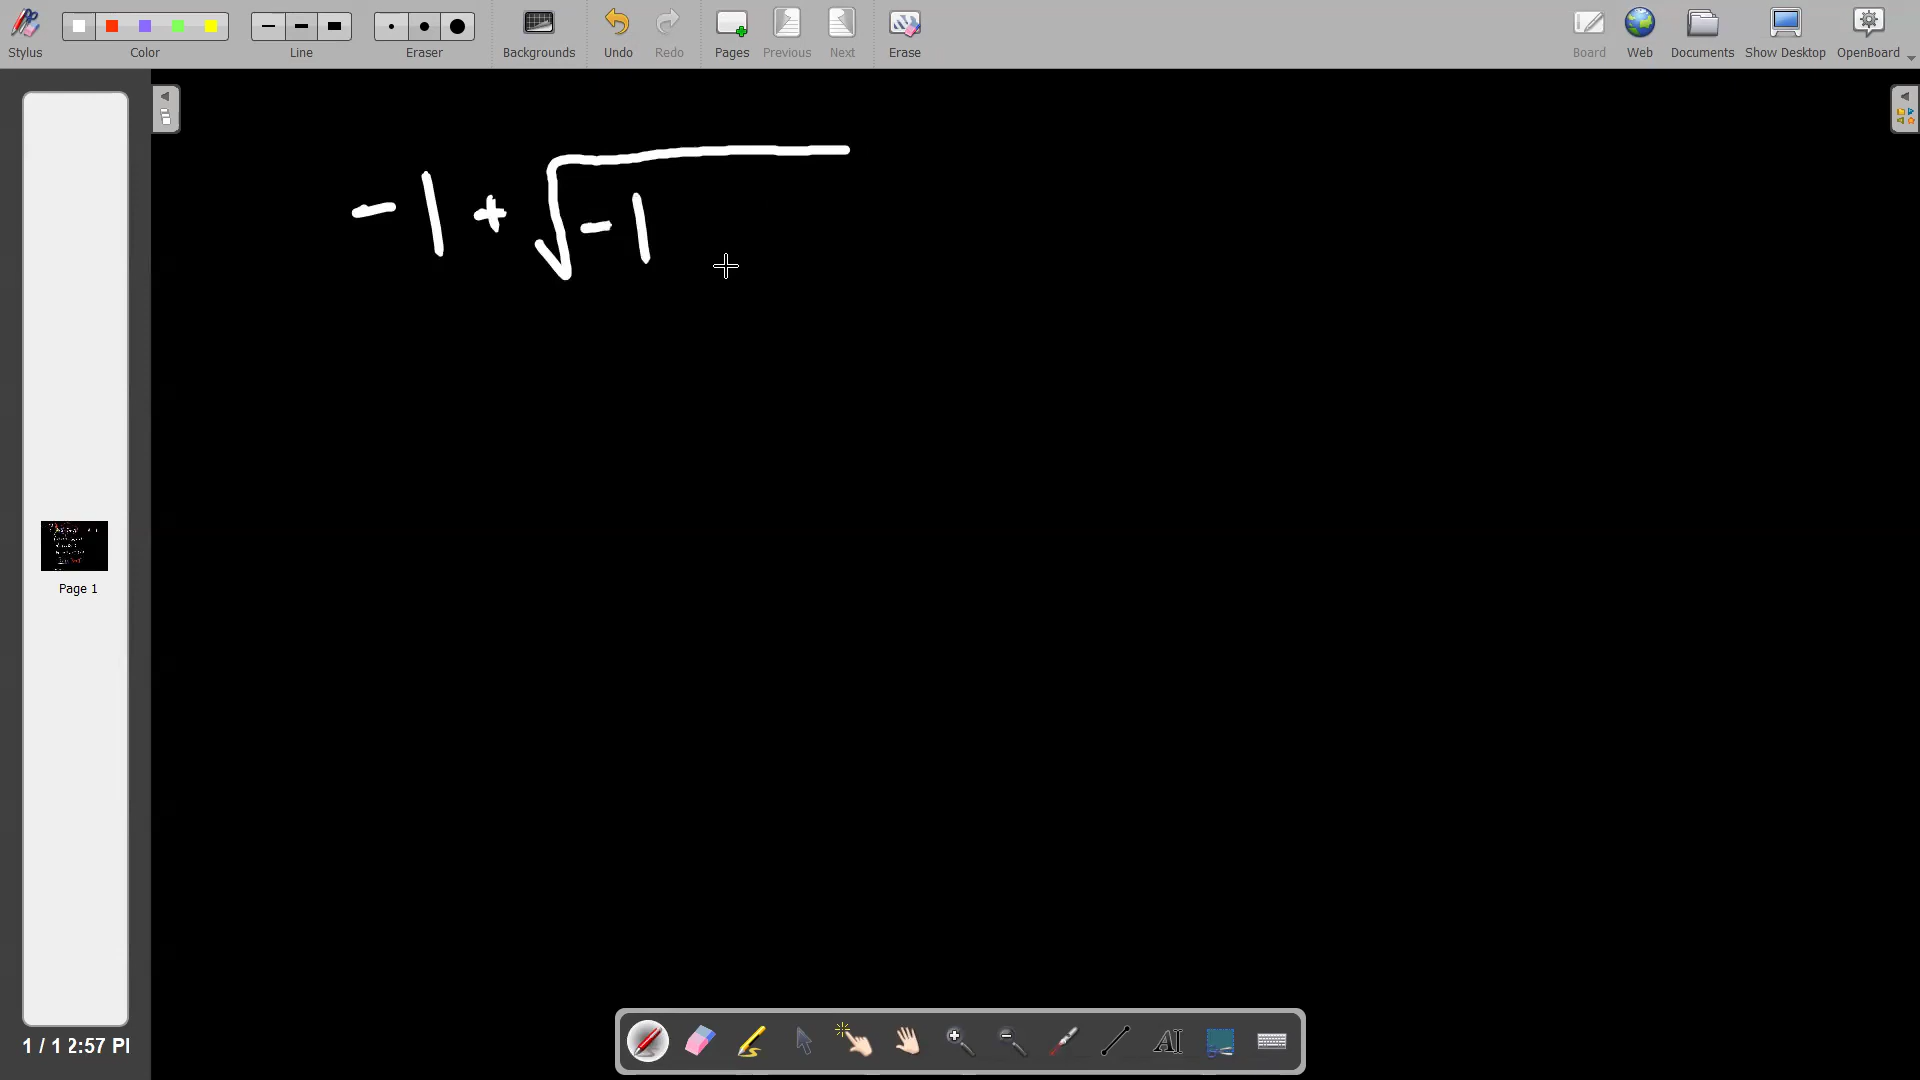 Stylus Color Line Eraser Backgrounds Undo Redo Pages Previous Next Erase Board Web Documents Show Desktop OpenBoard
-1 + √-1
Page 1
1 / 1 2:57 P